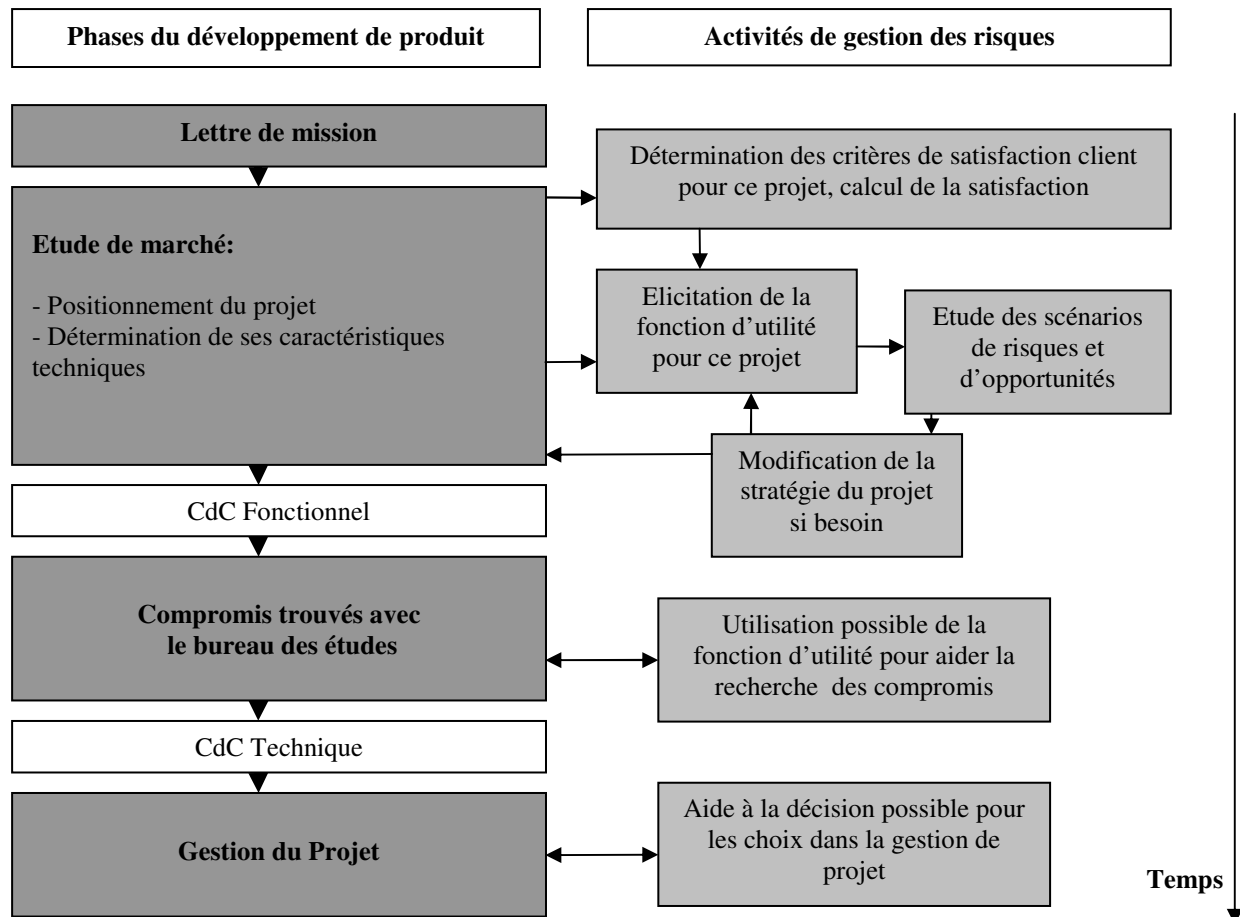 Phases du développement de produit
Activités de gestion des risques
Lettre de mission
Détermination des critères de satisfaction client
pour ce projet, calcul de la satisfaction
Etude de marché:
- Positionnement du projet
- Détermination de ses caractéristiques
techniques
Elicitation de la
fonction d’utilité
pour ce projet
Etude des scénarios
de risques et
d’opportunités
Modification de la
stratégie du projet
si besoin
CdC Fonctionnel
Compromis trouvés avec
le bureau des études
Utilisation possible de la
fonction d’utilité pour aider la
recherche des compromis
CdC Technique
Gestion du Projet
Aide à la décision possible pour
les choix dans la gestion de
projet
Temps